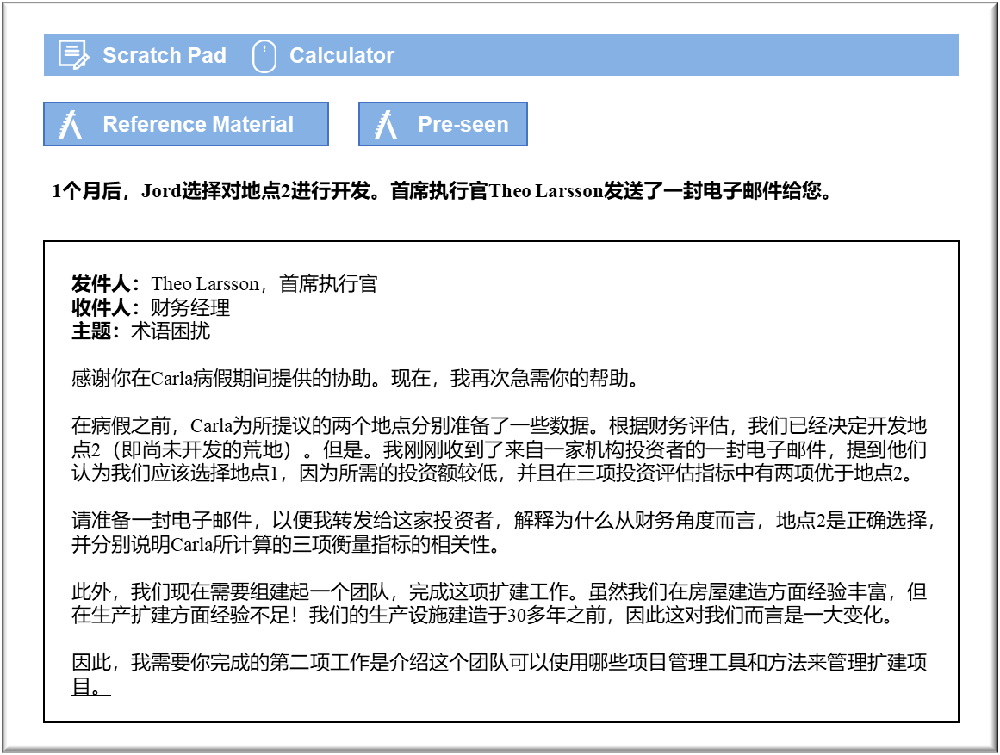 Scratch Pad Calculator
Reference Material Pre-seen
1个月后，Jord选择对地点2进行开发。首席执行官Theo Larsson发送了一封电子邮件给您。
发件人：Theo Larsson，首席执行官
收件人：财务经理
主题：术语困扰
感谢你在Carla病假期间提供的协助。现在，我再次急需你的帮助。
在病假之前，Carla为所提议的两个地点分别准备了一些数据。根据财务评估，我们已经决定开发地
点2（即尚未开发的荒地）。但是。我刚刚收到了来自一家机构投资者的一封电子邮件，提到他们
认为我们应该选择地点1，因为所需的投资额较低，并且在三项投资评估指标中有两项优于地点2。
请准备一封电子邮件，以便我转发给这家投资者，解释为什么从财务角度而言，地点2是正确选择，
并分别说明Carla所计算的三项衡量指标的相关性。
此外，我们现在需要组建起一个团队，完成这项扩建工作。虽然我们在房屋建造方面经验丰富，但
在生产扩建方面经验不足！我们的生产设施建造于30多年之前，因此这对我们而言是一大变化。
因此，我需要你完成的第二项工作是介绍这个团队可以使用哪些项目管理工具和方法来管理扩建项
目。